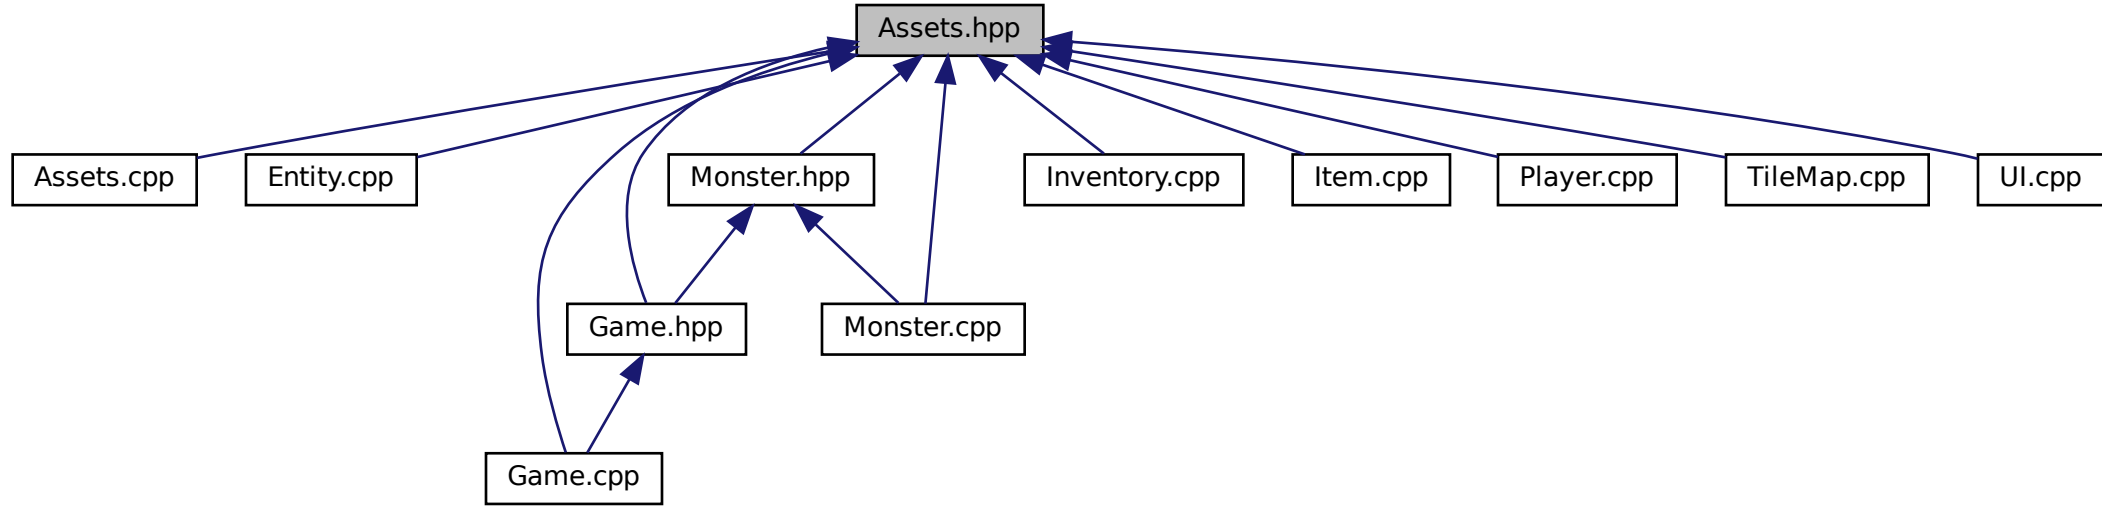 Assets.hpp
Assets.cpp
Entity.cpp
Monster.hpp
Inventory.cpp
Item.cpp
Player.cpp
TileMap.cpp
UI.cpp
Game.hpp
Monster.cpp
Game.cpp